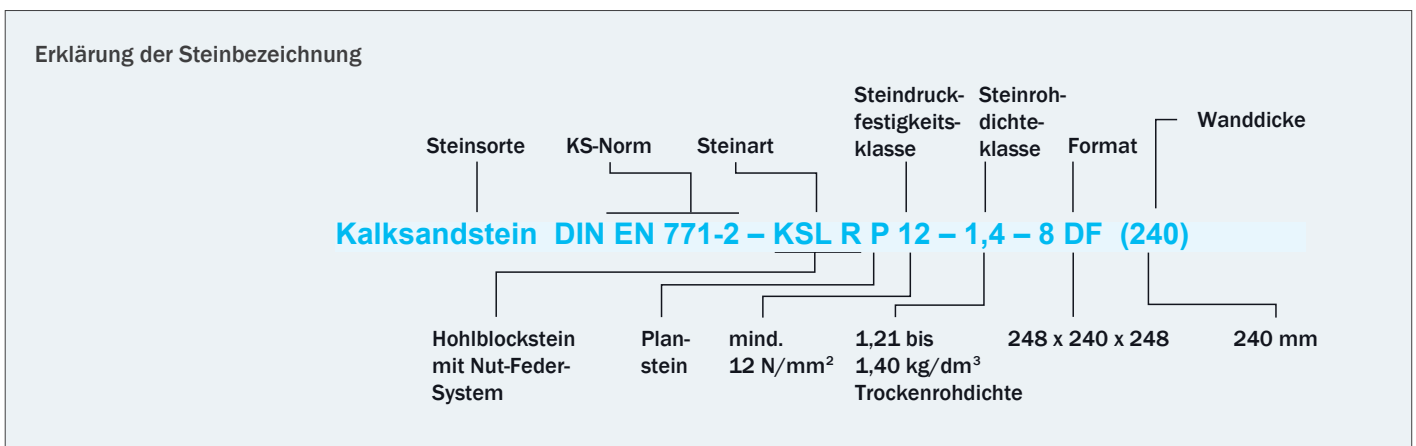 Erklärung der Steinbezeichnung
Steinsorte
KS-Norm
Steinart
Steindruck-
festigkeits-
klasse
Steinroh-
dichte-
klasse
Format
Wanddicke
Kalksandstein DIN EN 771-2 – KSL R P 12 – 1,4 – 8 DF (240)
Hohlblockstein
mit Nut-Feder-
System
Plan-
stein
mind.
12 N/mm²
1,21 bis
1,40 kg/dm³
Trockenrohdichte
248 x 240 x 248
240 mm